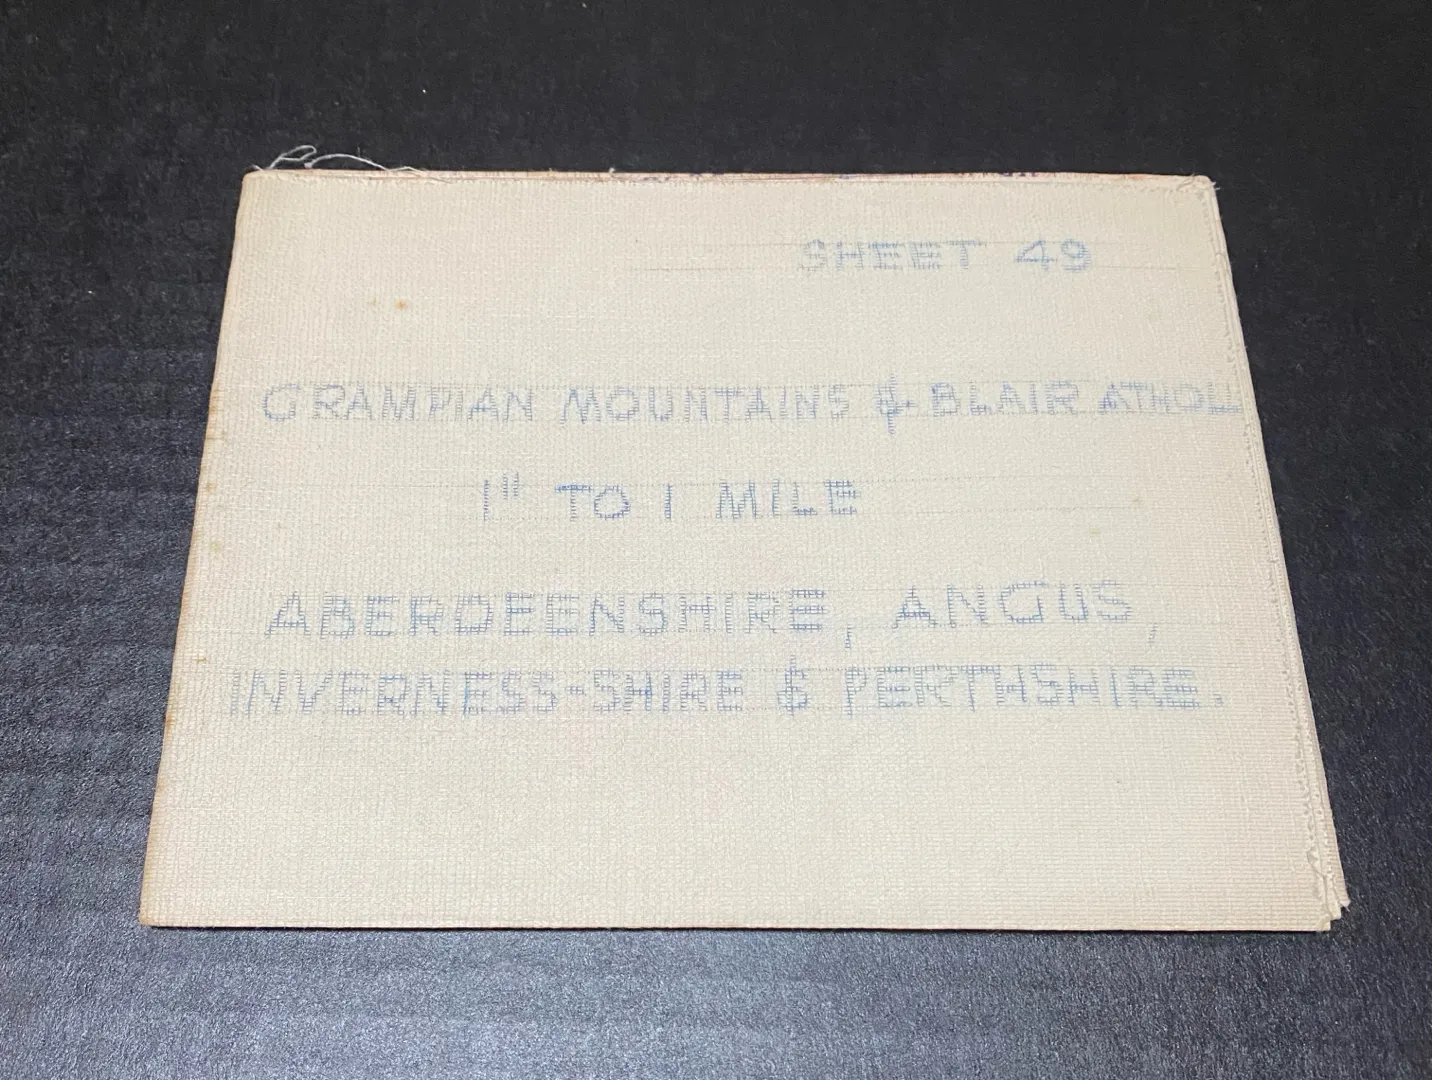 SHEET 49
GRAMPIAN MOUNTAINS & BLAIR ATHOLL
1" TO 1 MILE
ABERDEENSHIRE, ANGUS,
INVERNESS-SHIRE & PERTHSHIRE.